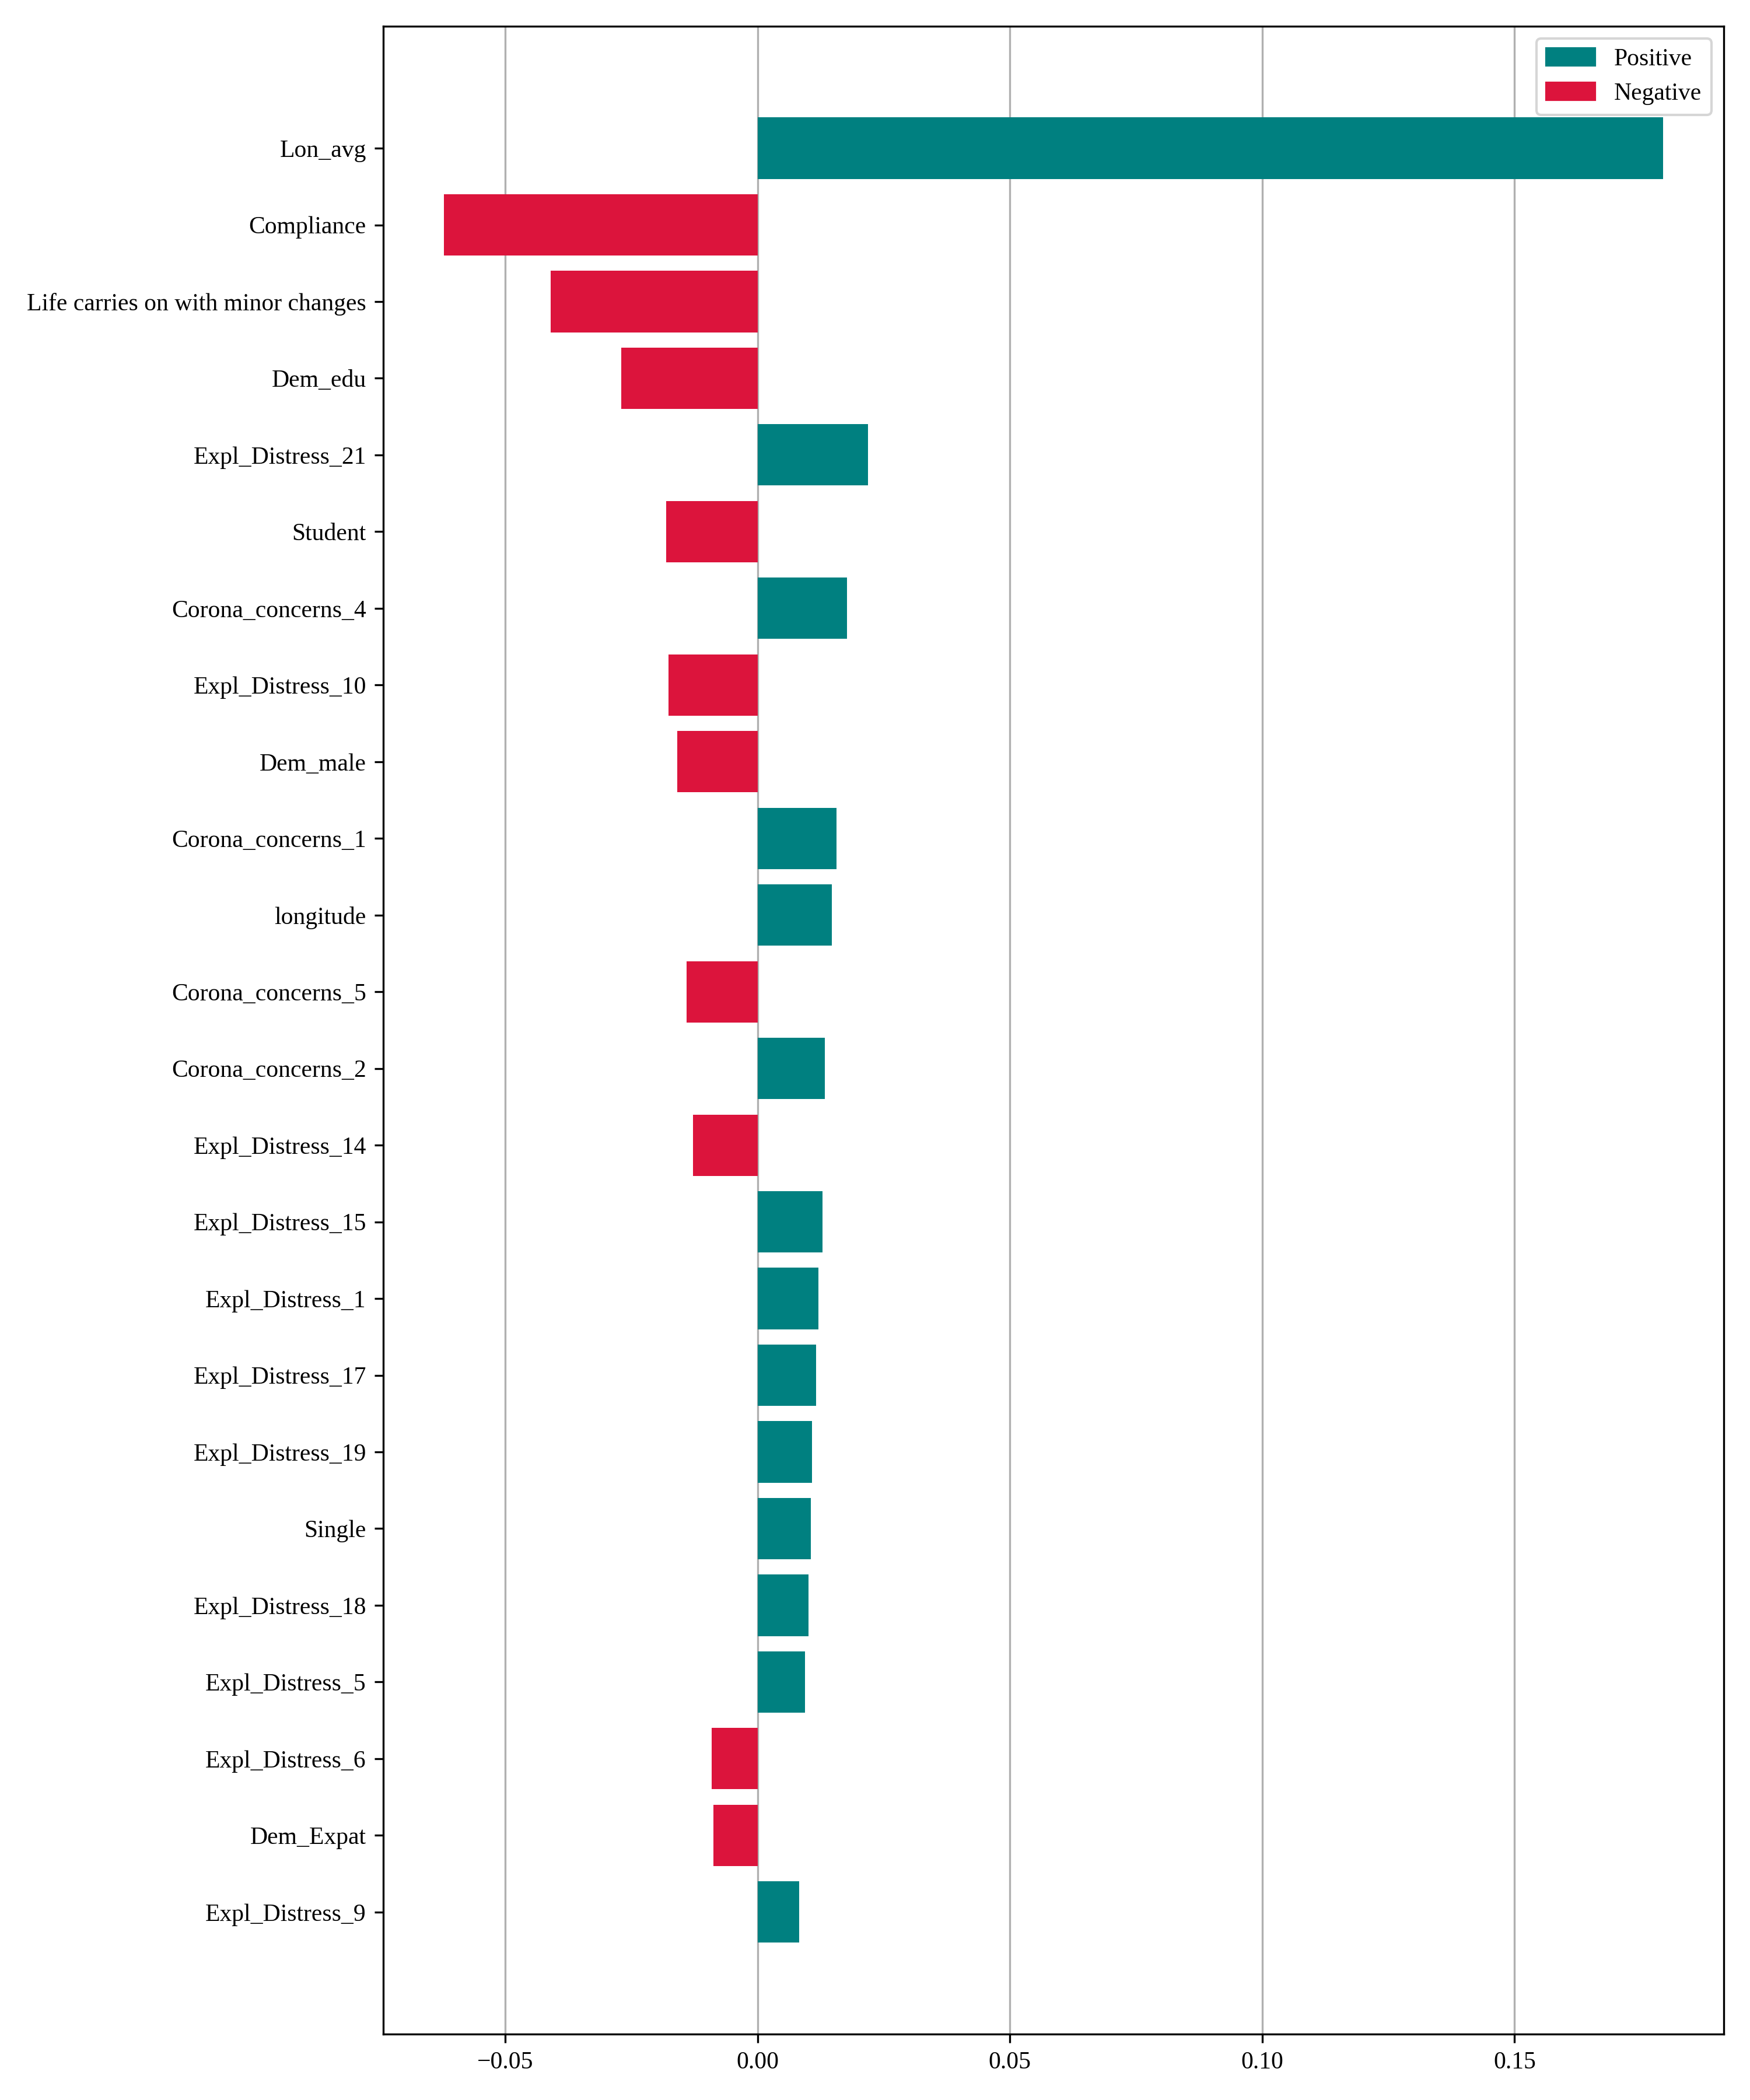 Positive
Negative
Lon_avg
Compliance
Life carries on with minor changes
Dem_edu
Expl_Distress_21
Student
Corona_concerns_4
Expl_Distress_10
Dem_male
Corona_concerns_1
longitude
Corona_concerns_5
Corona_concerns_2
Expl_Distress_14
Expl_Distress_15
Expl_Distress_1
Expl_Distress_17
Expl_Distress_19
Single
Expl_Distress_18
Expl_Distress_5
Expl_Distress_6
Dem_Expat
Expl_Distress_9
−0.05 0.00 0.05 0.10 0.15